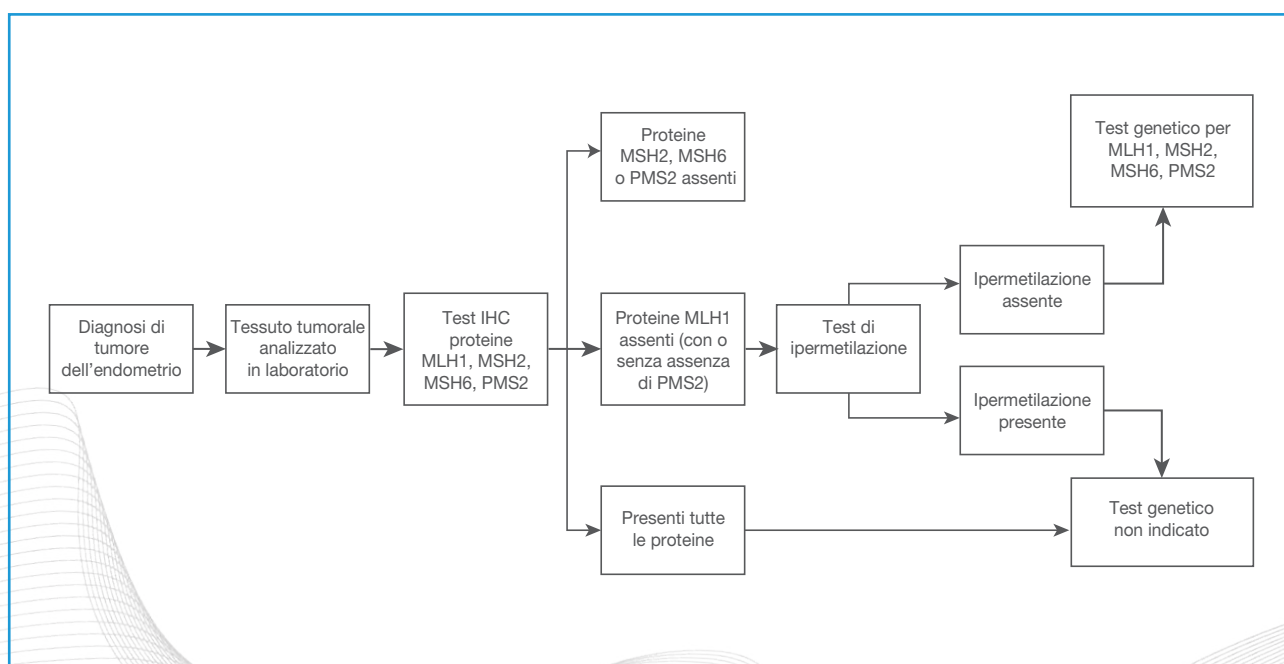 Diagnosi di
tumore
dell'endometrio
Tessuto tumorale
analizzato
in laboratorio
Test IHC
proteine
MLH1, MSH2,
MSH6, PMS2
Proteine
MSH2, MSH6
o PMS2 assenti
Proteine MLH1
assenti (con o
senza assenza
di PMS2)
Presenti tutte
le proteine
Test di
ipermetilazione
Ipermetilazione
assente
Ipermetilazione
presente
Test genetico per
MLH1, MSH2,
MSH6, PMS2
Test genetico
non indicato